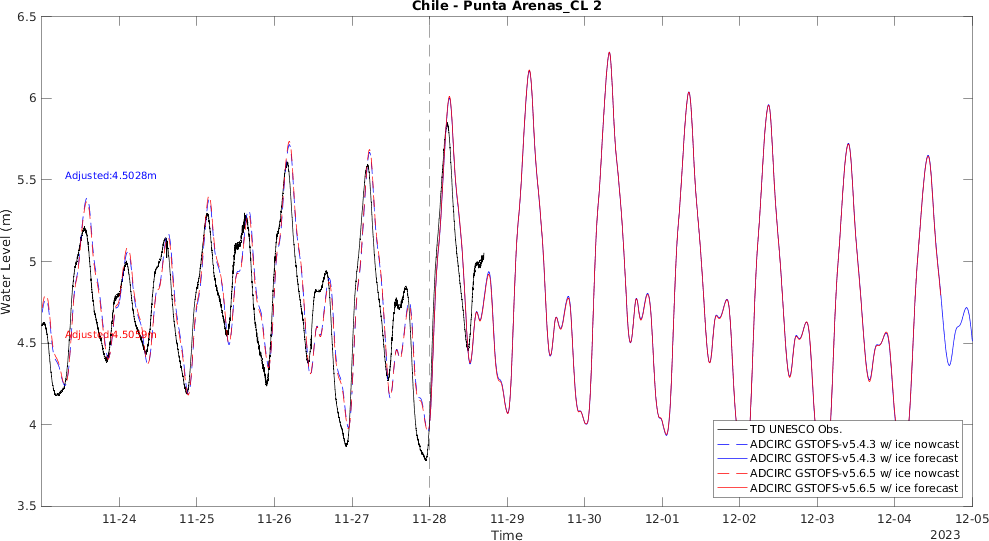 Chile - Punta Arenas_CL 2
6.5
6
5.5
5
4.5
4
3.5
Water Level (m)
Adjusted:4.5028m
Adjusted:4.5059m
TD UNESCO Obs.
ADCIRC GSTOFS-v5.4.3 w/ ice nowcast
ADCIRC GSTOFS-v5.4.3 w/ ice forecast
ADCIRC GSTOFS-v5.6.5 w/ ice nowcast
ADCIRC GSTOFS-v5.6.5 w/ ice forecast
11-24 11-25 11-26 11-27 11-28 11-29 11-30 12-01 12-02 12-03 12-04 12-05
Time
2023